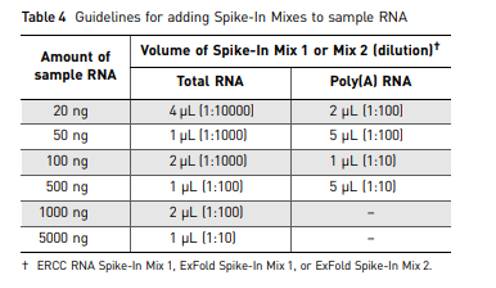 Table 4 Guidelines for adding Spike-In Mixes to sample RNA
Amount of sample RNA
Volume of Spike-In Mix 1 or Mix 2 (dilution)†
Total RNA Poly(A) RNA
20 ng 4 µL (1:10000) 2 µL (1:100)
50 ng 1 µL (1:1000) 5 µL (1:100)
100 ng 2 µL (1:1000) 1 µL (1:10)
500 ng 1 µL (1:100) 5 µL (1:10)
1000 ng 2 µL (1:100) –
5000 ng 1 µL (1:10) –
† ERCC RNA Spike-In Mix 1, ExFold Spike-In Mix 1, or ExFold Spike-In Mix 2.